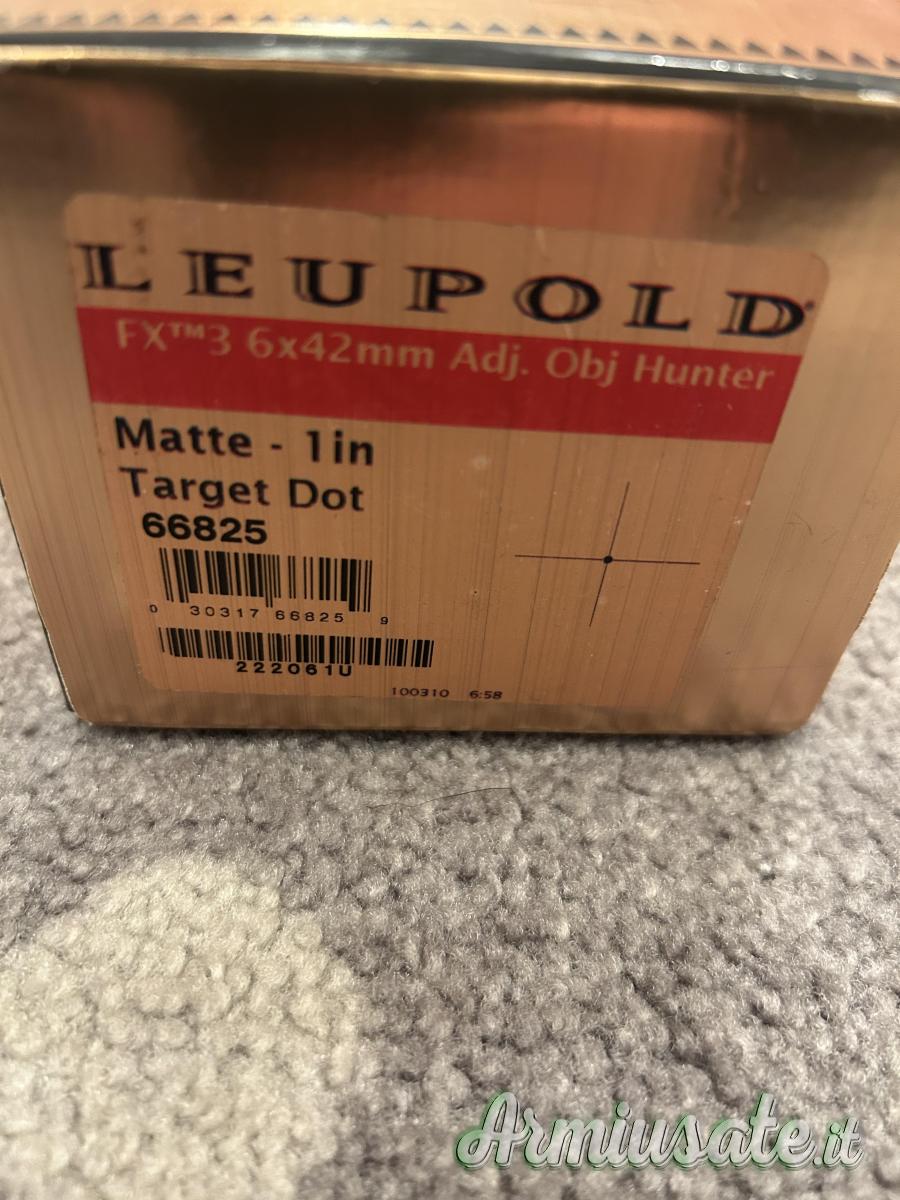 LEUPOLD
FX™3 6x42mm Adj. Obj Hunter
Matte - 1in
Target Dot
66825
0 30317 66825 9
222061U
100310 6:58
Armiusate.it